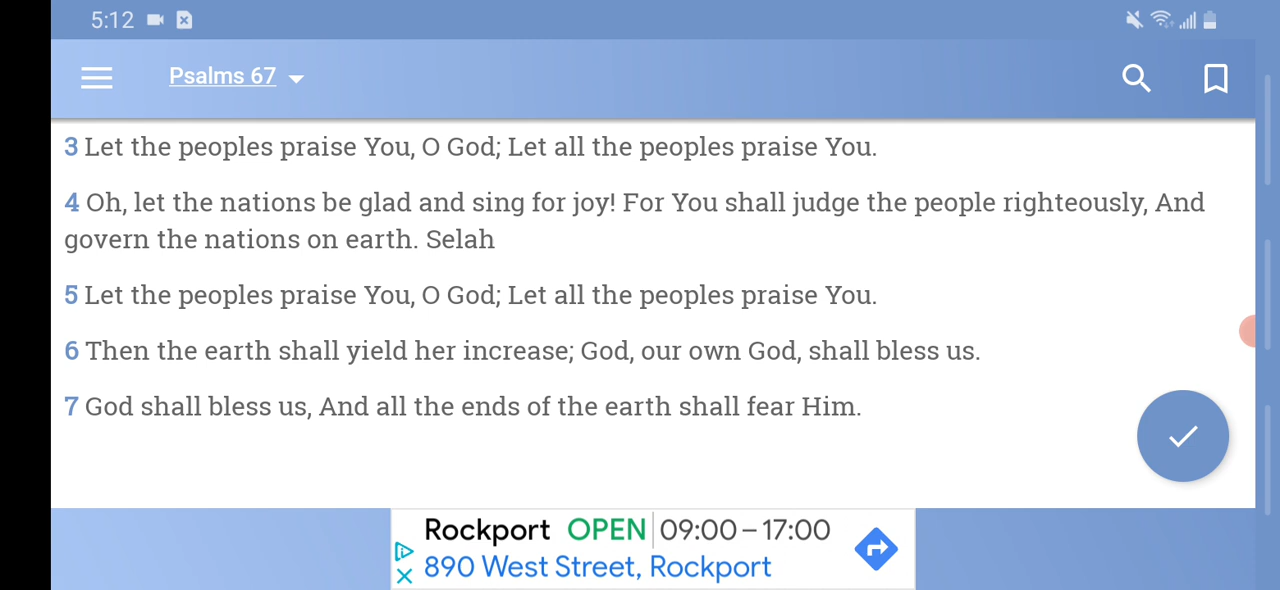 5:12
Psalms 67
3 Let the peoples praise You, O God; Let all the peoples praise You.
4 Oh, let the nations be glad and sing for joy! For You shall judge the people righteously, And
govern the nations on earth. Selah
5 Let the peoples praise You, O God; Let all the peoples praise You.
6 Then the earth shall yield her increase; God, our own God, shall bless us.
7 God shall bless us, And all the ends of the earth shall fear Him.
Rockport OPEN 09:00 – 17:00
890 West Street, Rockport